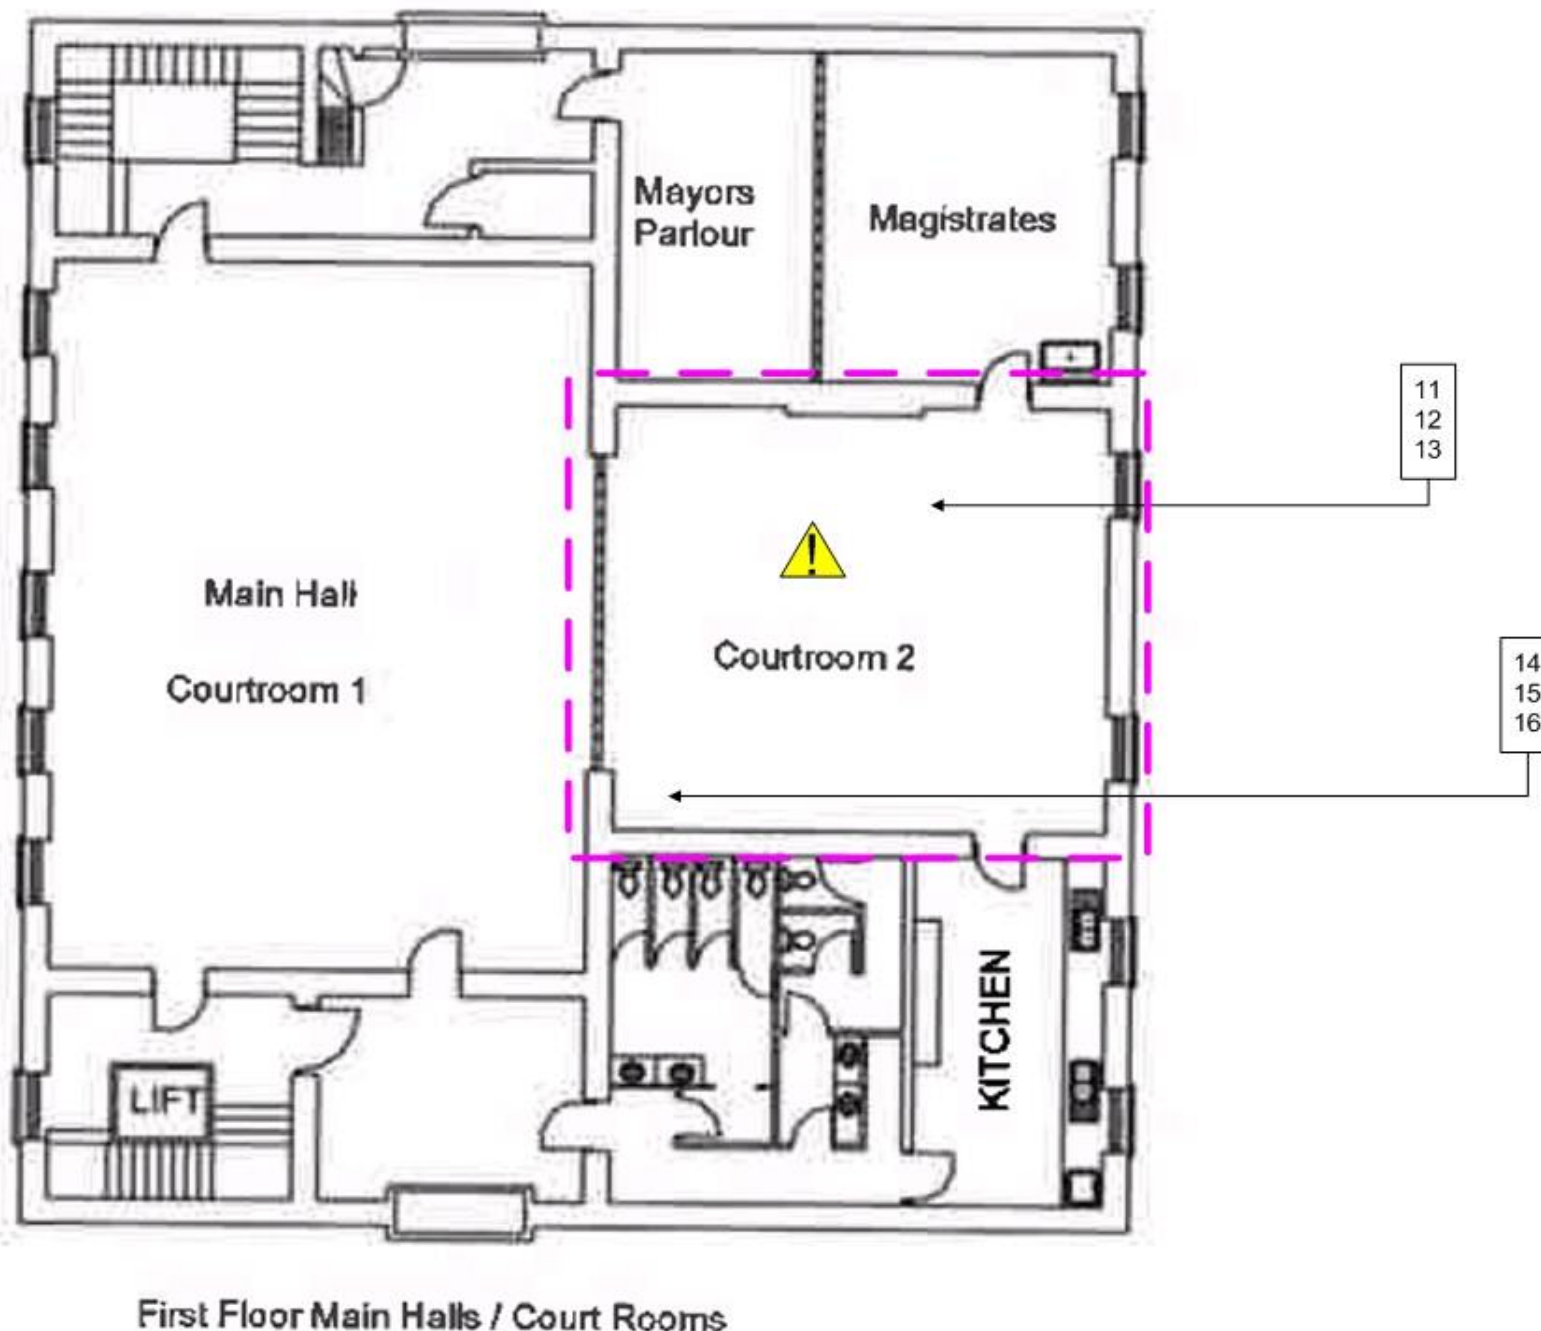 Mayors
Parlour
Magistrates
11
12
13
Main Hall
Courtroom 1
!
Courtroom 2
14
15
16
KITCHEN
LIFT
First Floor Main Halls / Court Rooms